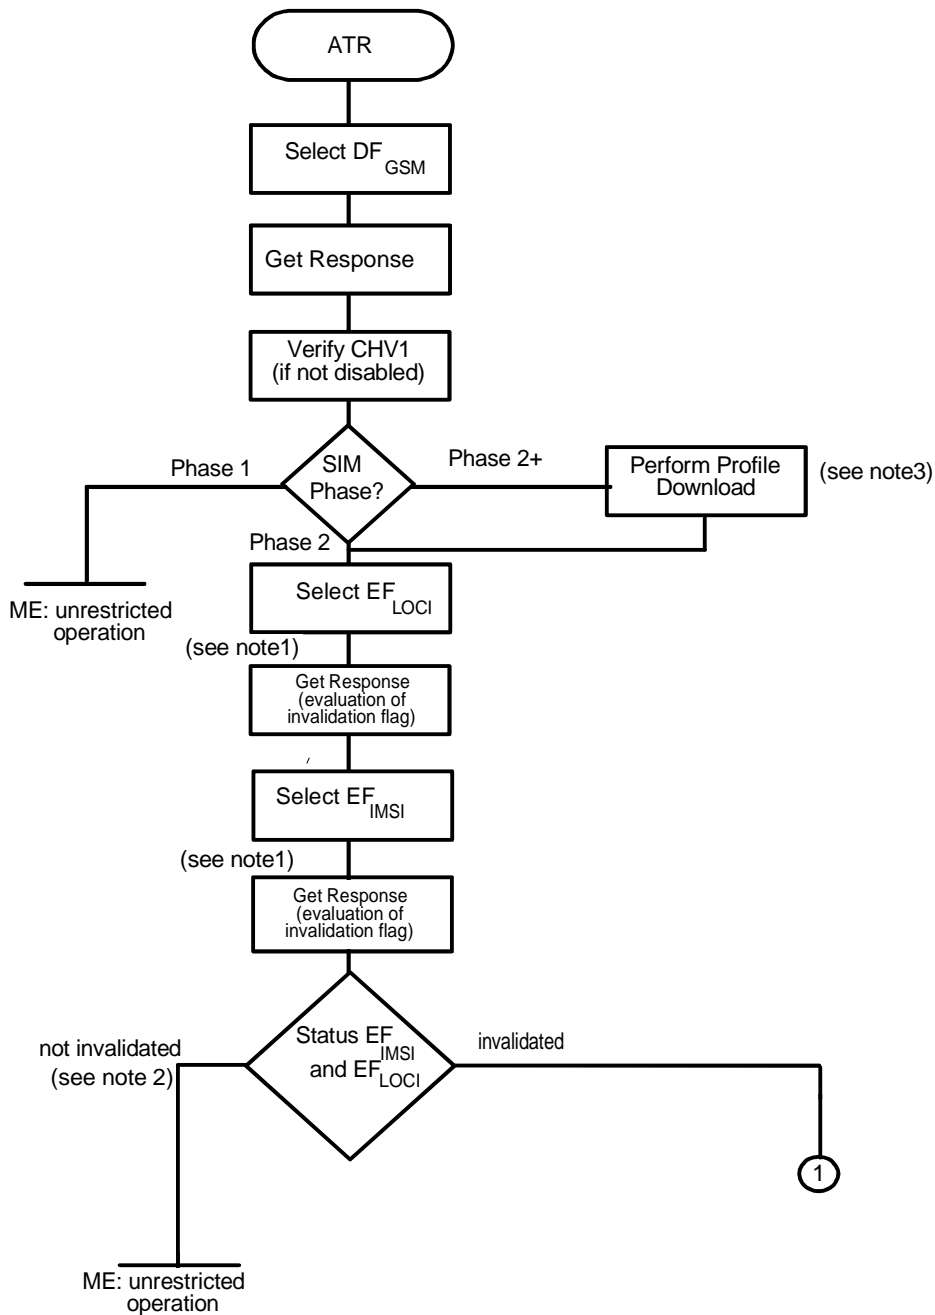 ATR
Select DF GSM
Get Response
Verify CHV1
(if not disabled)
Phase 1
SIM
Phase?
Phase 2+
Perform Profile
Download
(see note3)
Phase 2
ME: unrestricted
operation
Select EF LOCI
(see note1)
Get Response
(evaluation of
invalidation flag)
Select EF IMSI
(see note1)
Get Response
(evaluation of
invalidation flag)
not invalidated
(see note 2)
Status EF IMSI
and EF LOCI
invalidated
1
ME: unrestricted
operation